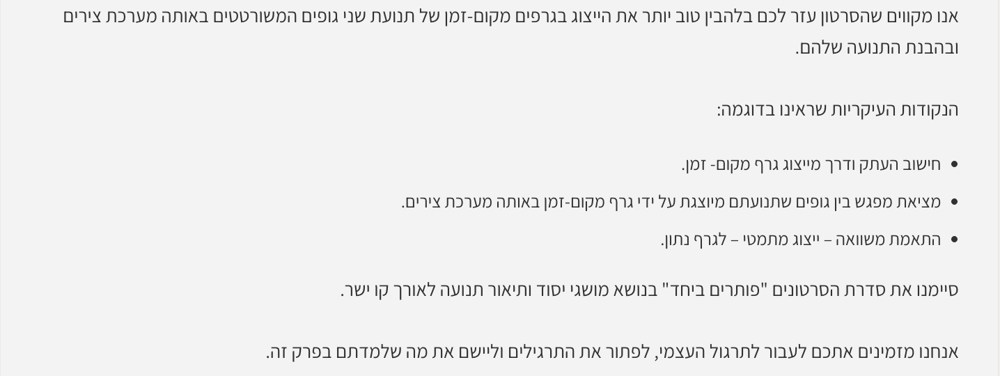 אנו מקווים שהסרטון עזר לכם בלהבין טוב יותר את הייצוג בגרפים מקום-זמן של תנועת שני גופים המשורטטים באותה מערכת צירים
ובהבנת התנועה שלהם.
הנקודות העיקריות שראינו בדוגמה:
• חישוב העתק ודרך מייצוג גרף מקום- זמן.
• מציאת מפגש בין גופים שתנועתם מיוצגת על ידי גרף מקום-זמן באותה מערכת צירים.
• התאמת משוואה – ייצוג מתמטי – לגרף נתון.
סיימנו את סדרת הסרטונים "פותרים ביחד" בנושא מושגי יסוד ותיאור תנועה לאורך קו ישר.
אנחנו מזמינים אתכם לעבור לתרגול העצמי, לפתור את התרגילים וליישם את מה שלמדתם בפרק זה.